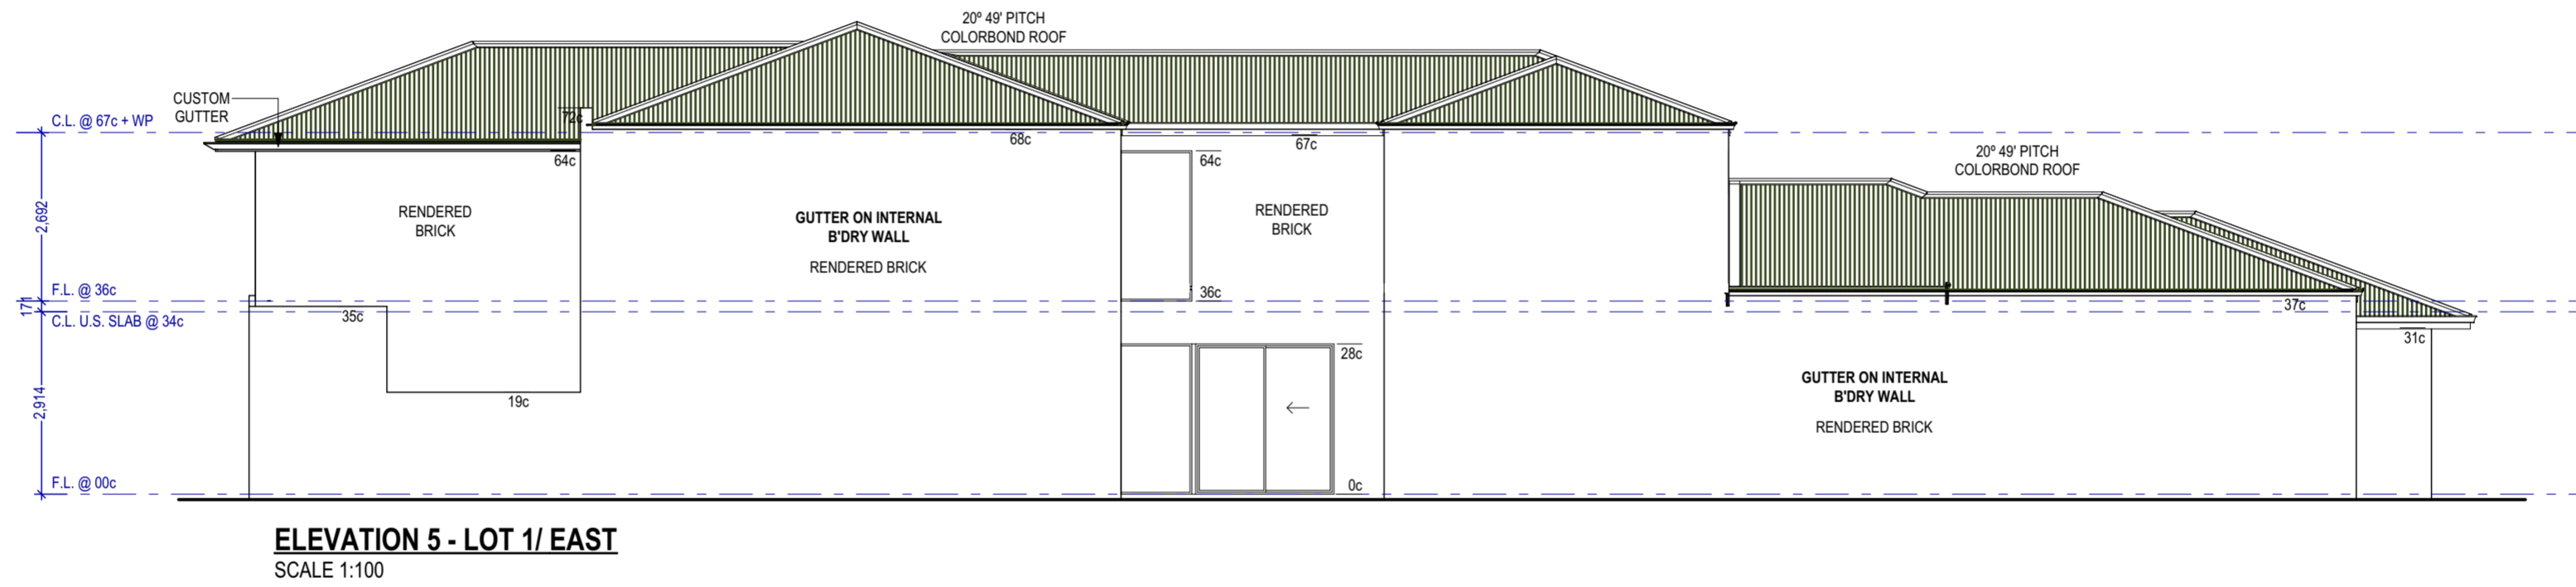 20º 49' PITCH
COLORBOND ROOF
CUSTOM
GUTTER
C.L. @ 67c + WP
72c
68c
67c
64c
64c
20º 49' PITCH
COLORBOND ROOF
RENDERED
BRICK
GUTTER ON INTERNAL
B'DRY WALL
RENDERED BRICK
RENDERED
BRICK
2,692
F.L. @ 36c
36c
171
C.L. U.S. SLAB @ 34c
35c
37c
31c
28c
2,914
19c
GUTTER ON INTERNAL
B'DRY WALL
RENDERED BRICK
F.L. @ 00c
0c
ELEVATION 5 - LOT 1/ EAST
SCALE 1:100